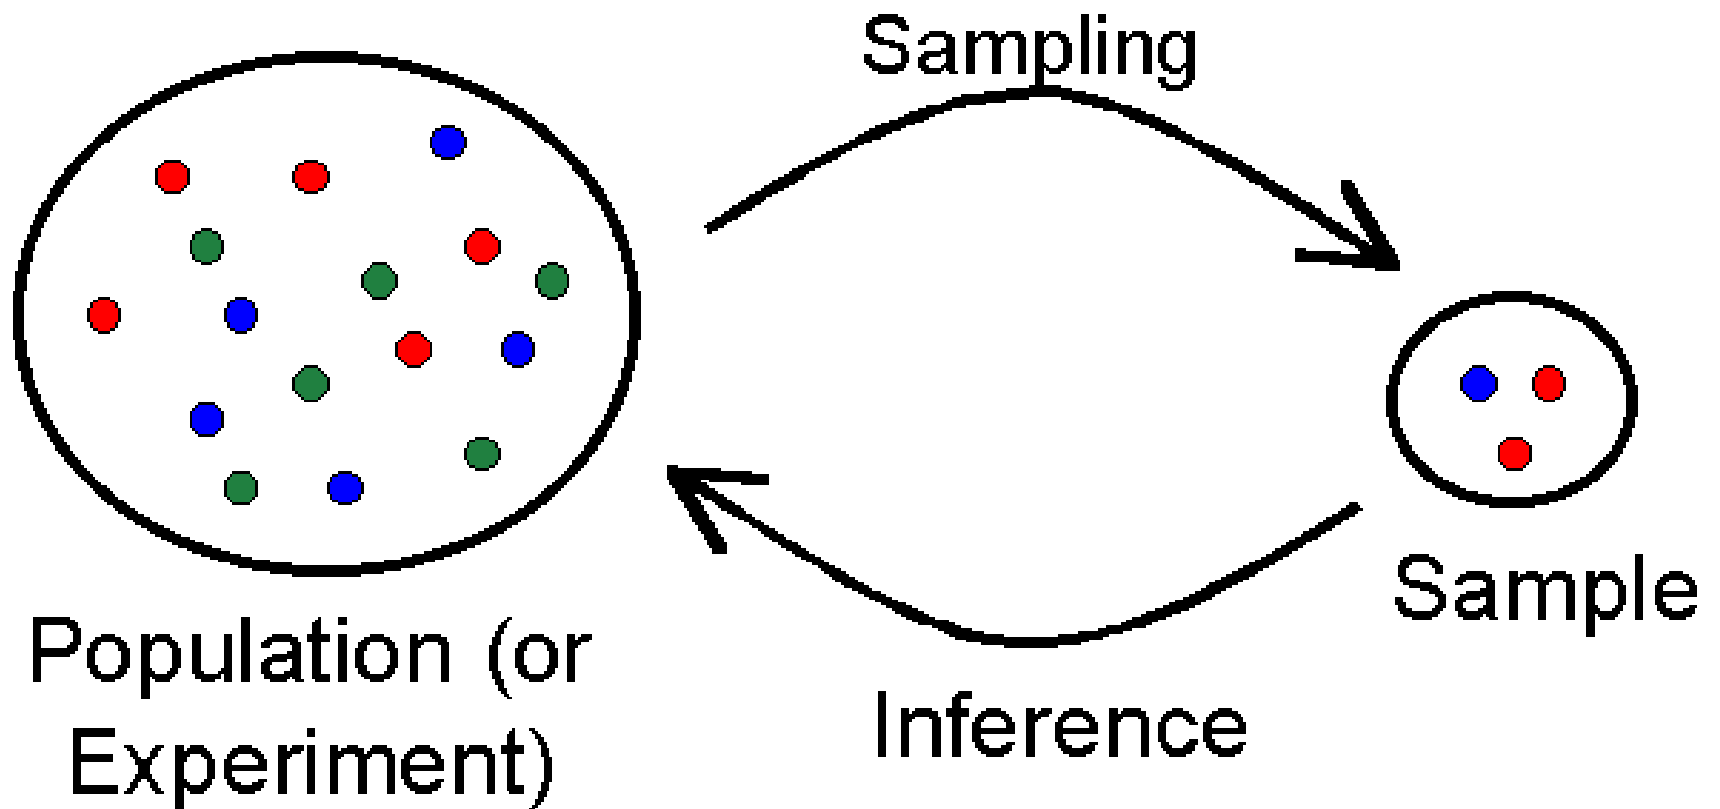 Sampling
Sample
Population (or
Experiment)
Inference